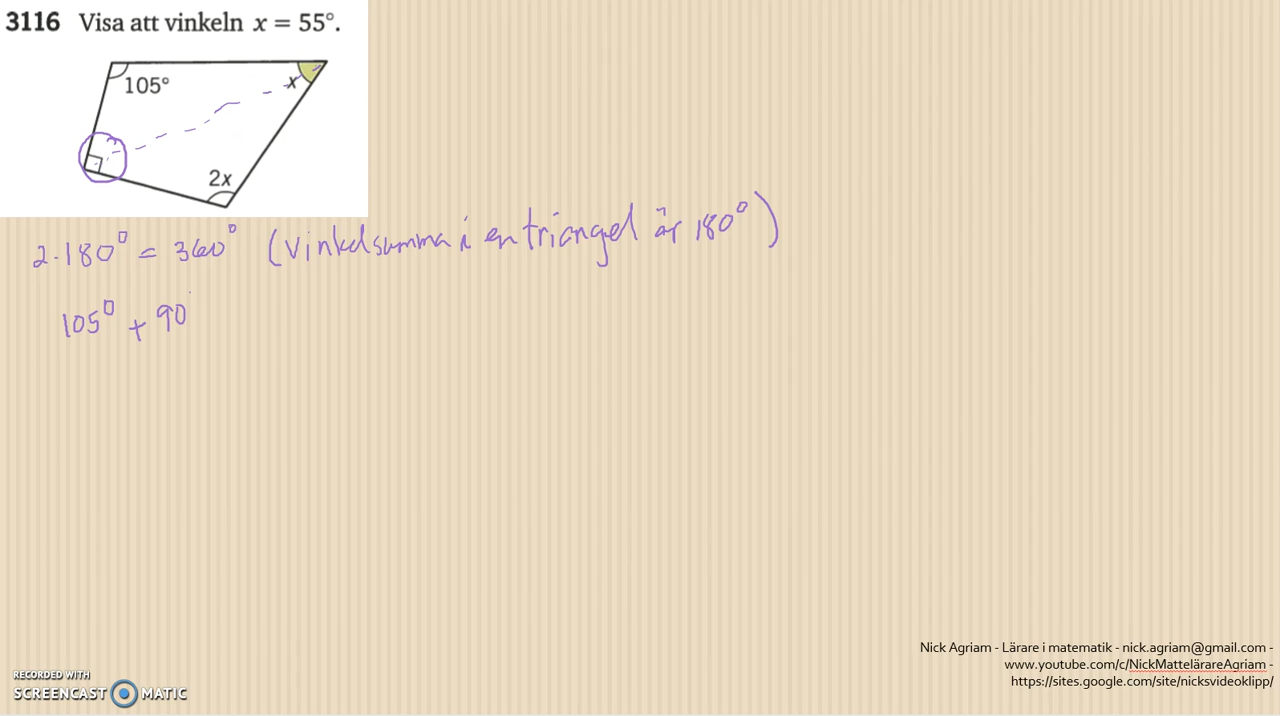 3116 Visa att vinkeln x = 55°.
105°
x
2x
2·180° = 360° (vinkelsumma i en triangel är 180°)
105° + 90
Nick Agriam - Lärare i matematik - nick.agriam@gmail.com -
www.youtube.com/c/NickMattelärareAgriam -
https://sites.google.com/site/nicksvideoklipp/
RECORDED WITH
SCREENCAST MATIC